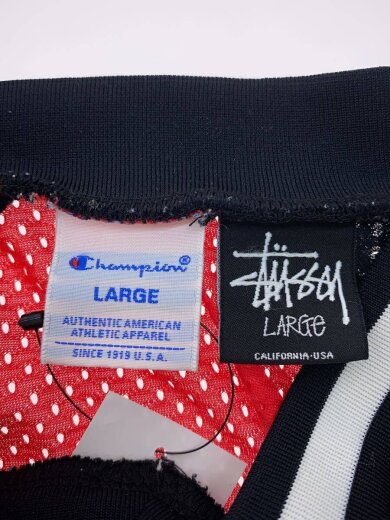 Champion®
LARGE
AUTHENTIC AMERICAN
ATHLETIC APPAREL
SINCE 1919 U.S.A.
Stüssy
LARGE
CALIFORNIA·USA